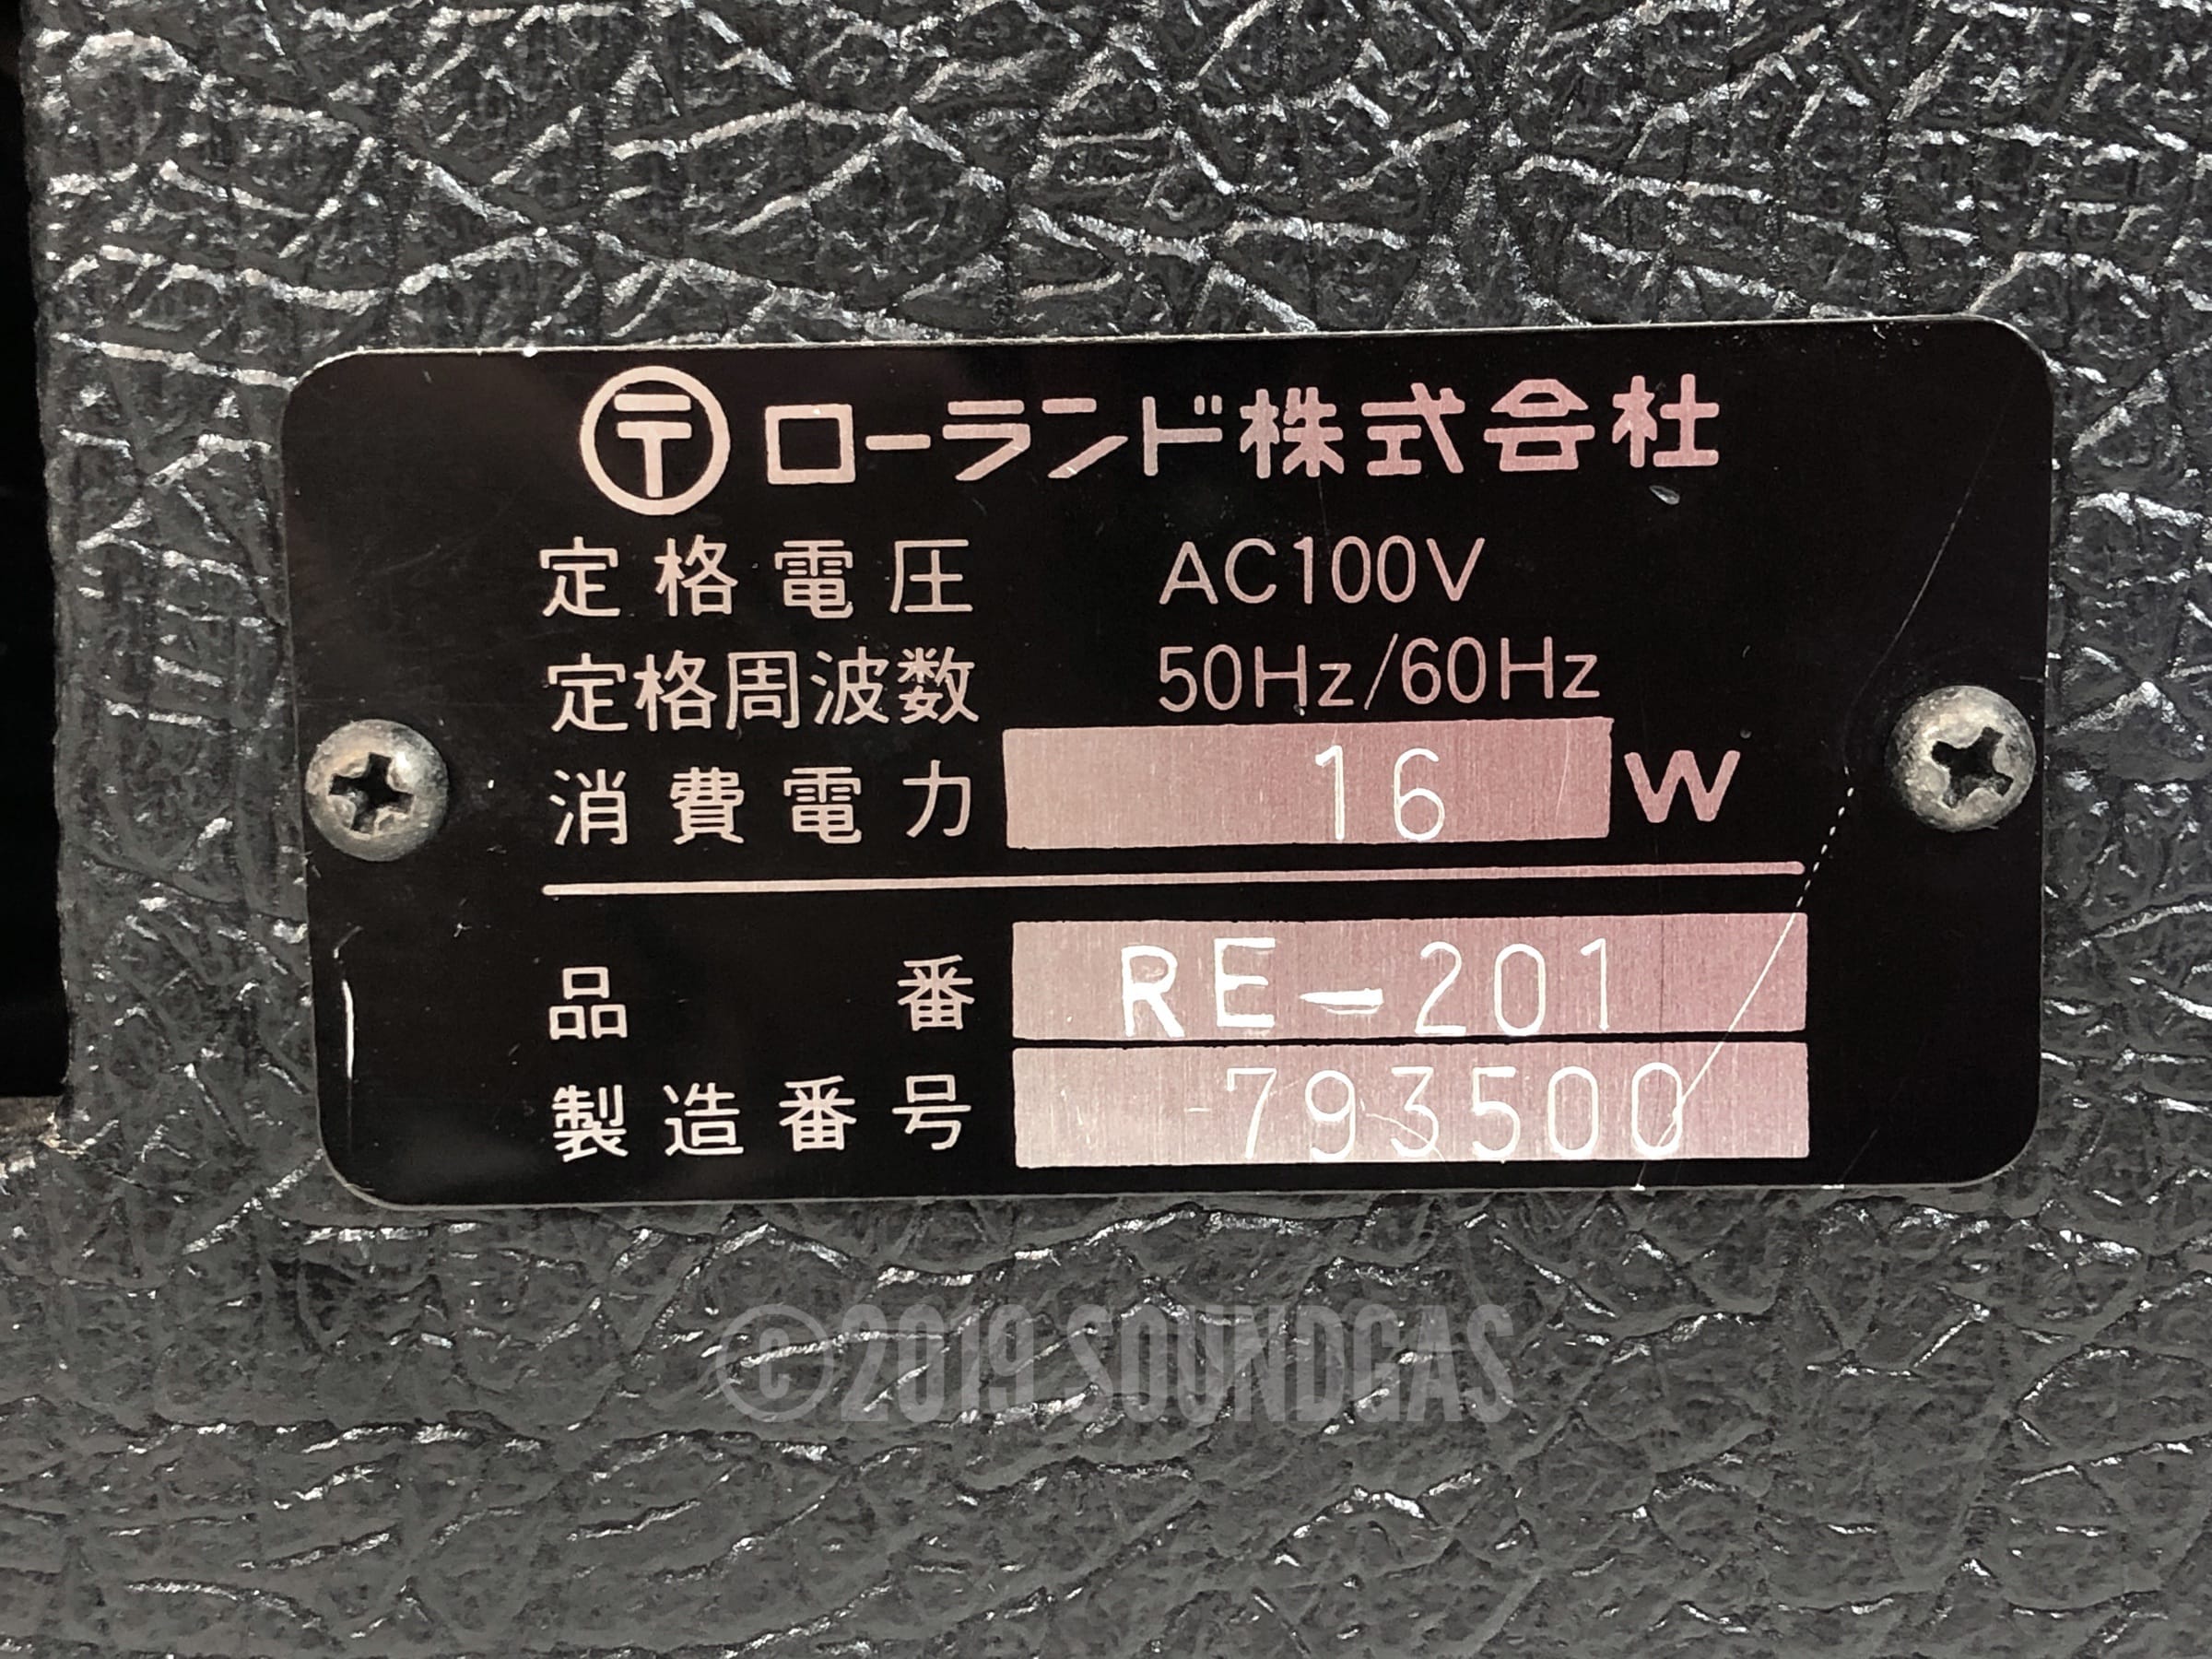 〒 ローランド株式会社
定格電圧 AC100V
定格周波数 50Hz/60Hz
消費電力 16 W
品番 RE-201
製造番号 793500
©2019 SOUNDGAS